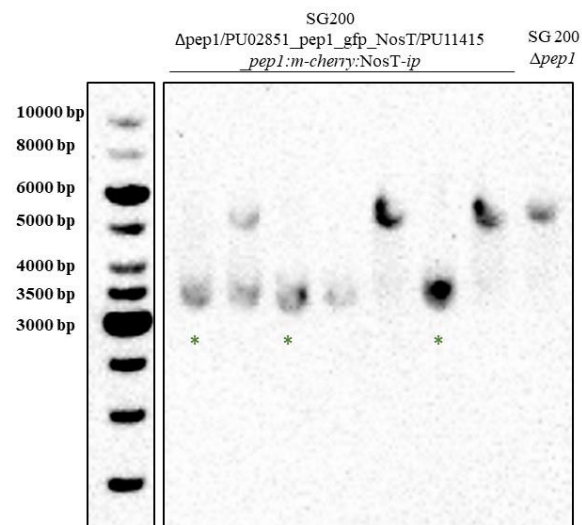 SG200
Δpep1/PU02851_pep1_gfp_NosT/PU11415
_pep1:m-cherry:NosT-ip
SG 200
Δpep1
10000 bp
8000 bp
6000 bp
5000 bp
4000 bp
3500 bp
3000 bp
* * *